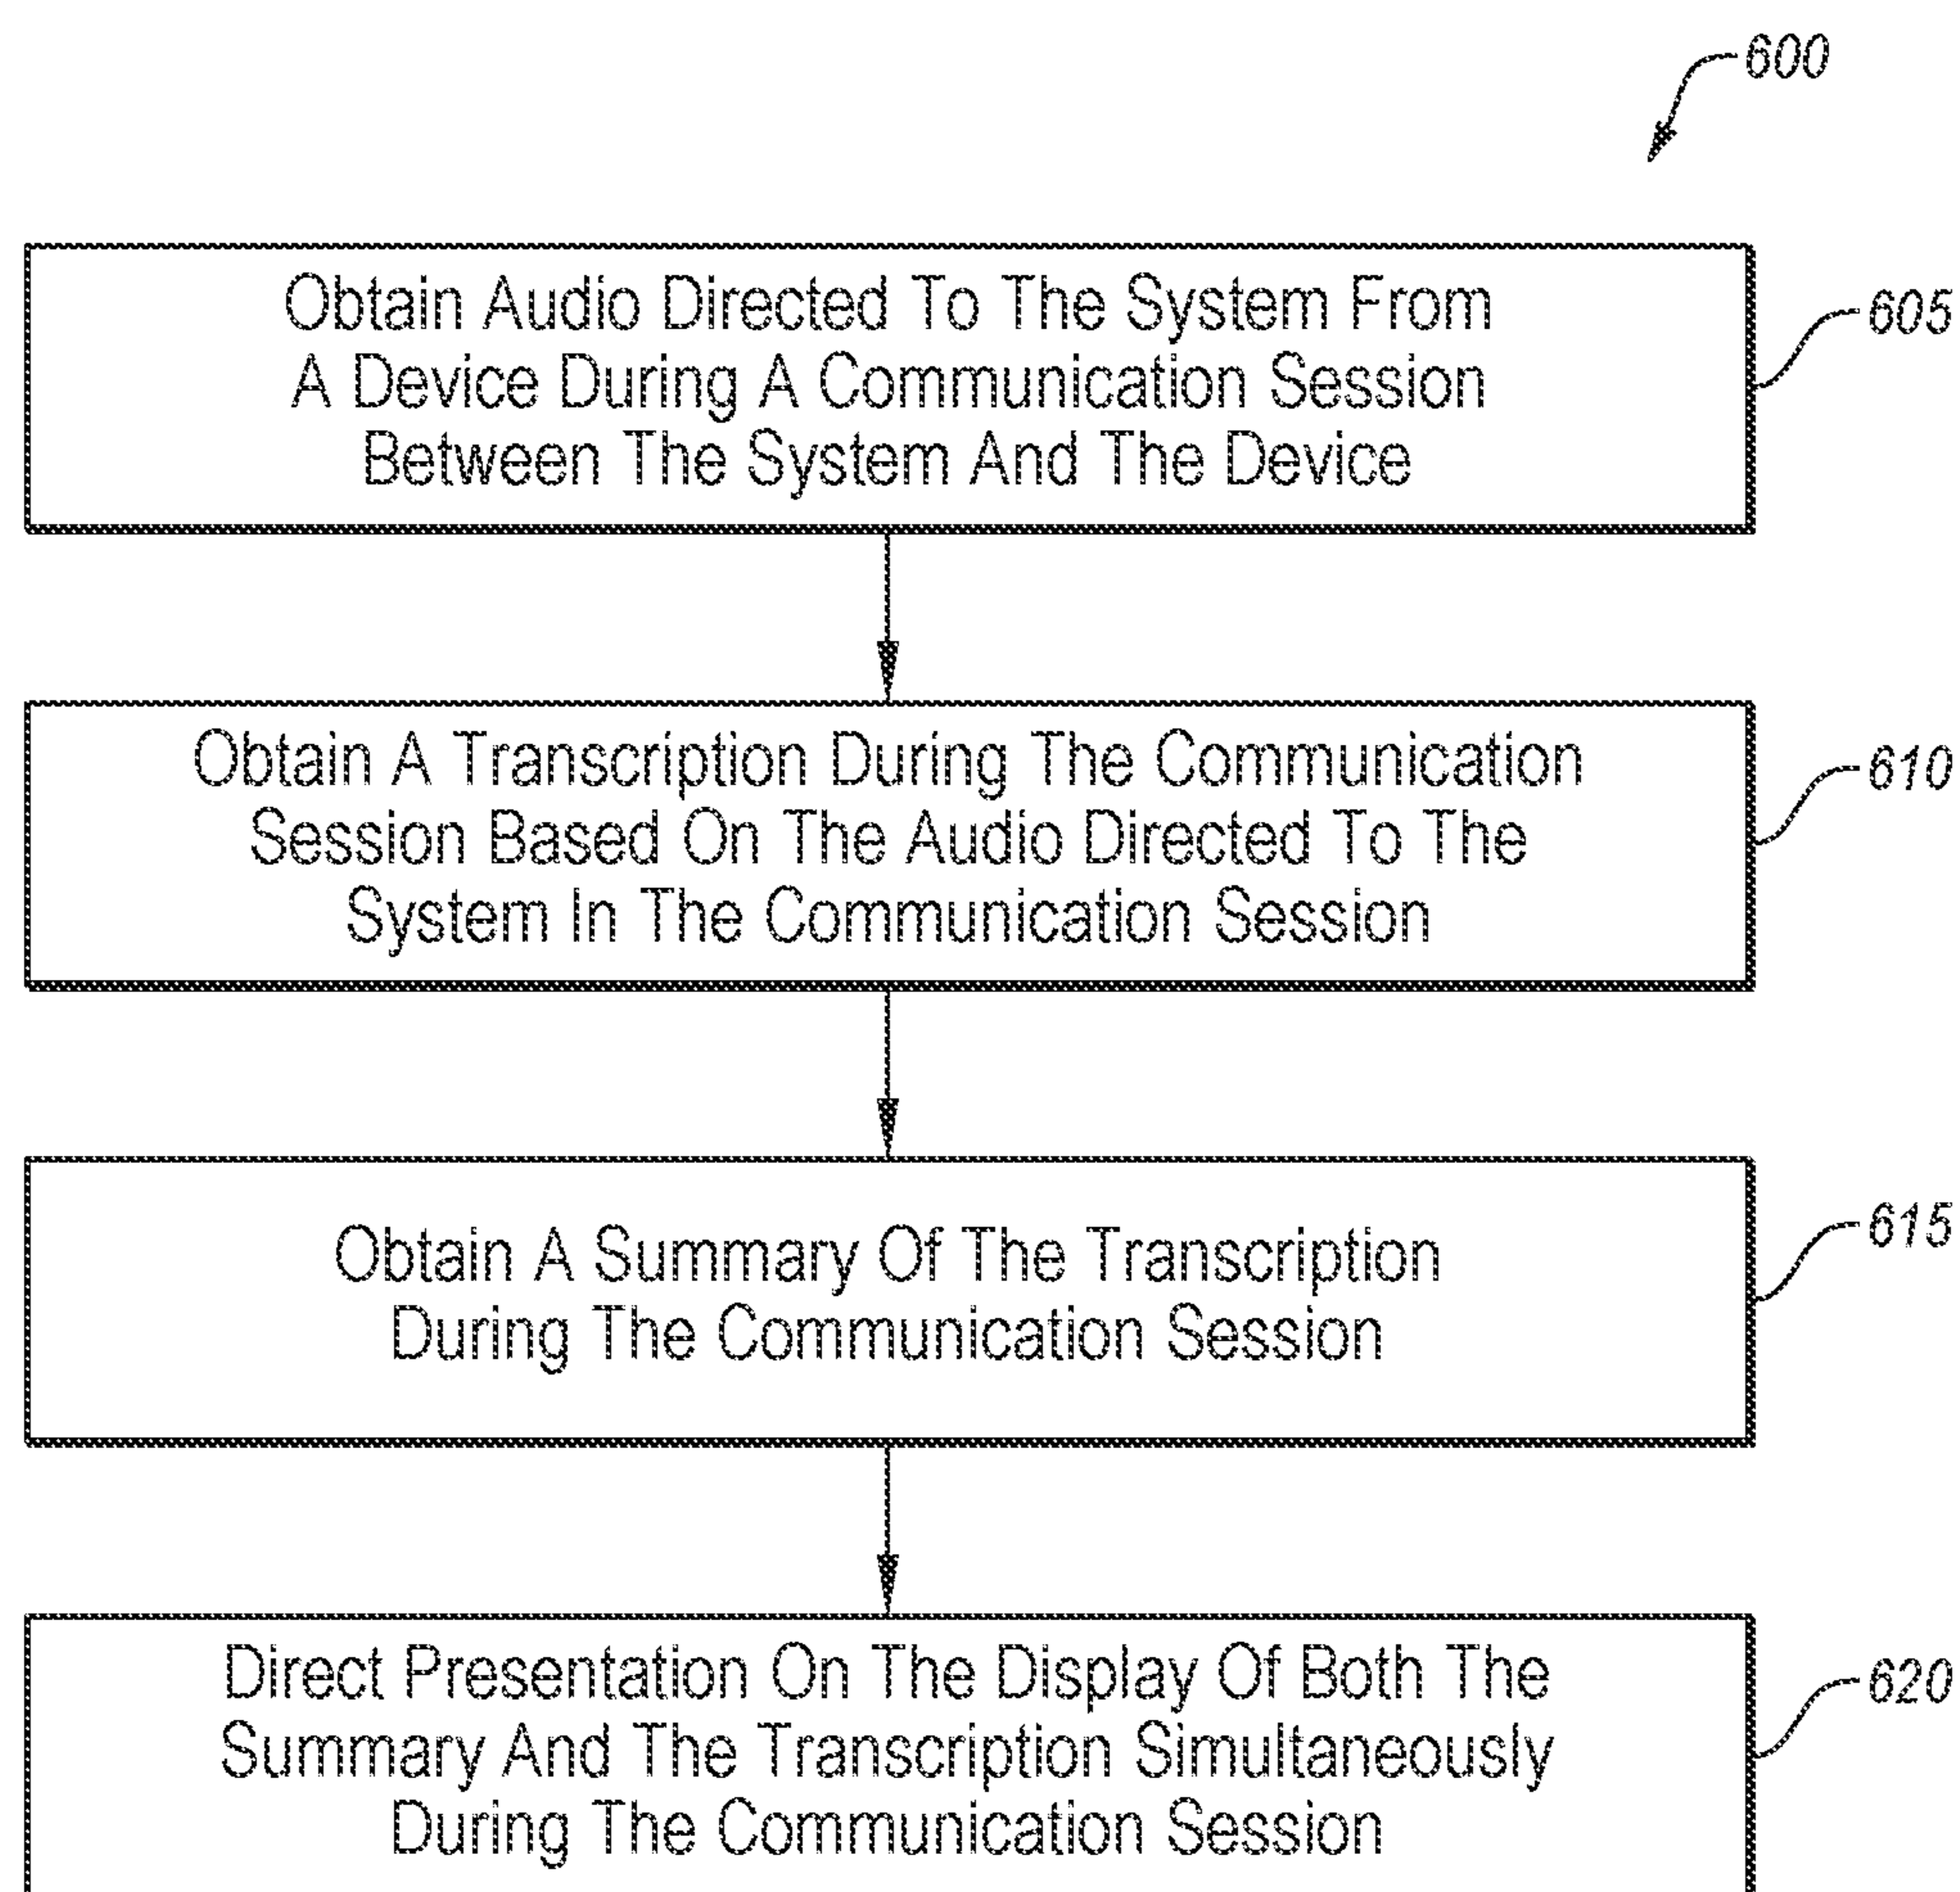 600
Obtain Audio Directed To The System From
A Device During A Communication Session
Between The System And The Device
605
Obtain A Transcription During The Communication
Session Based On The Audio Directed To The
System In The Communication Session
610
Obtain A Summary Of The Transcription
During The Communication Session
615
Direct Presentation On The Display Of Both The
Summary And The Transcription Simultaneously
During The Communication Session
620